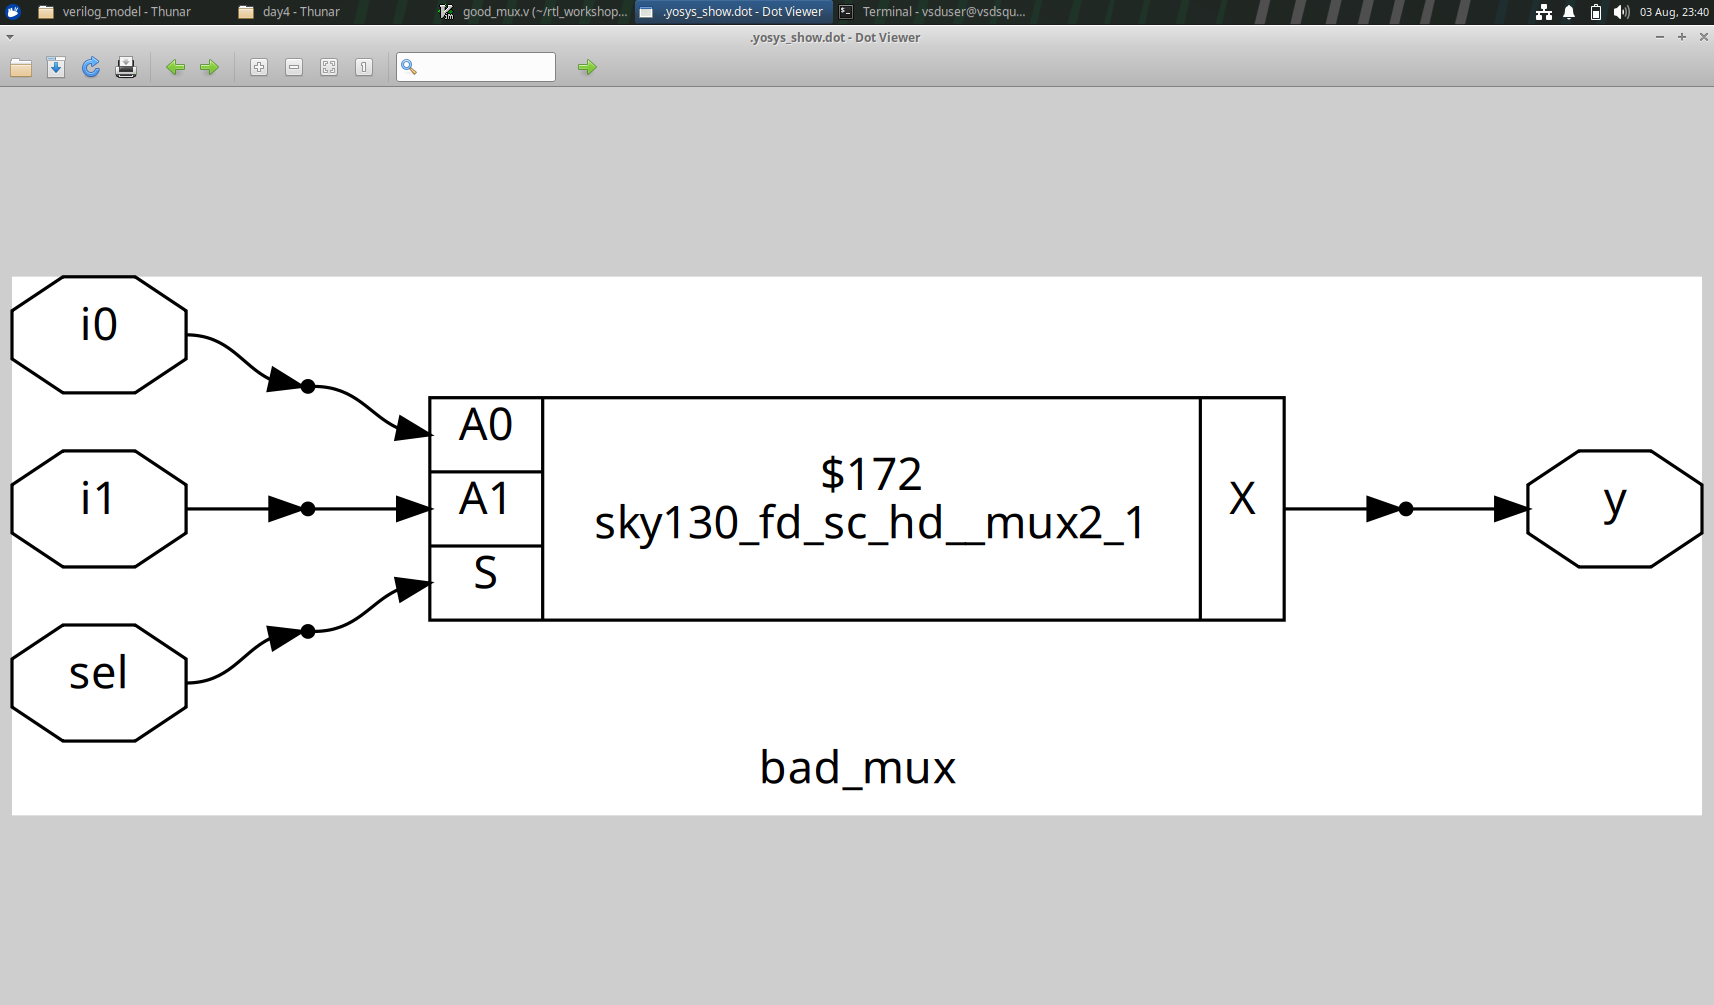 verilog_model - Thunar
day4 - Thunar
good_mux.v (~/rtl_workshop...
.yosys_show.dot - Dot Viewer
Terminal - vsduser@vsdsqu...
03 Aug, 23:40
.yosys_show.dot - Dot Viewer
i0
A0
i1
A1
$172
sky130_fd_sc_hd__mux2_1
X
y
S
sel
bad_mux